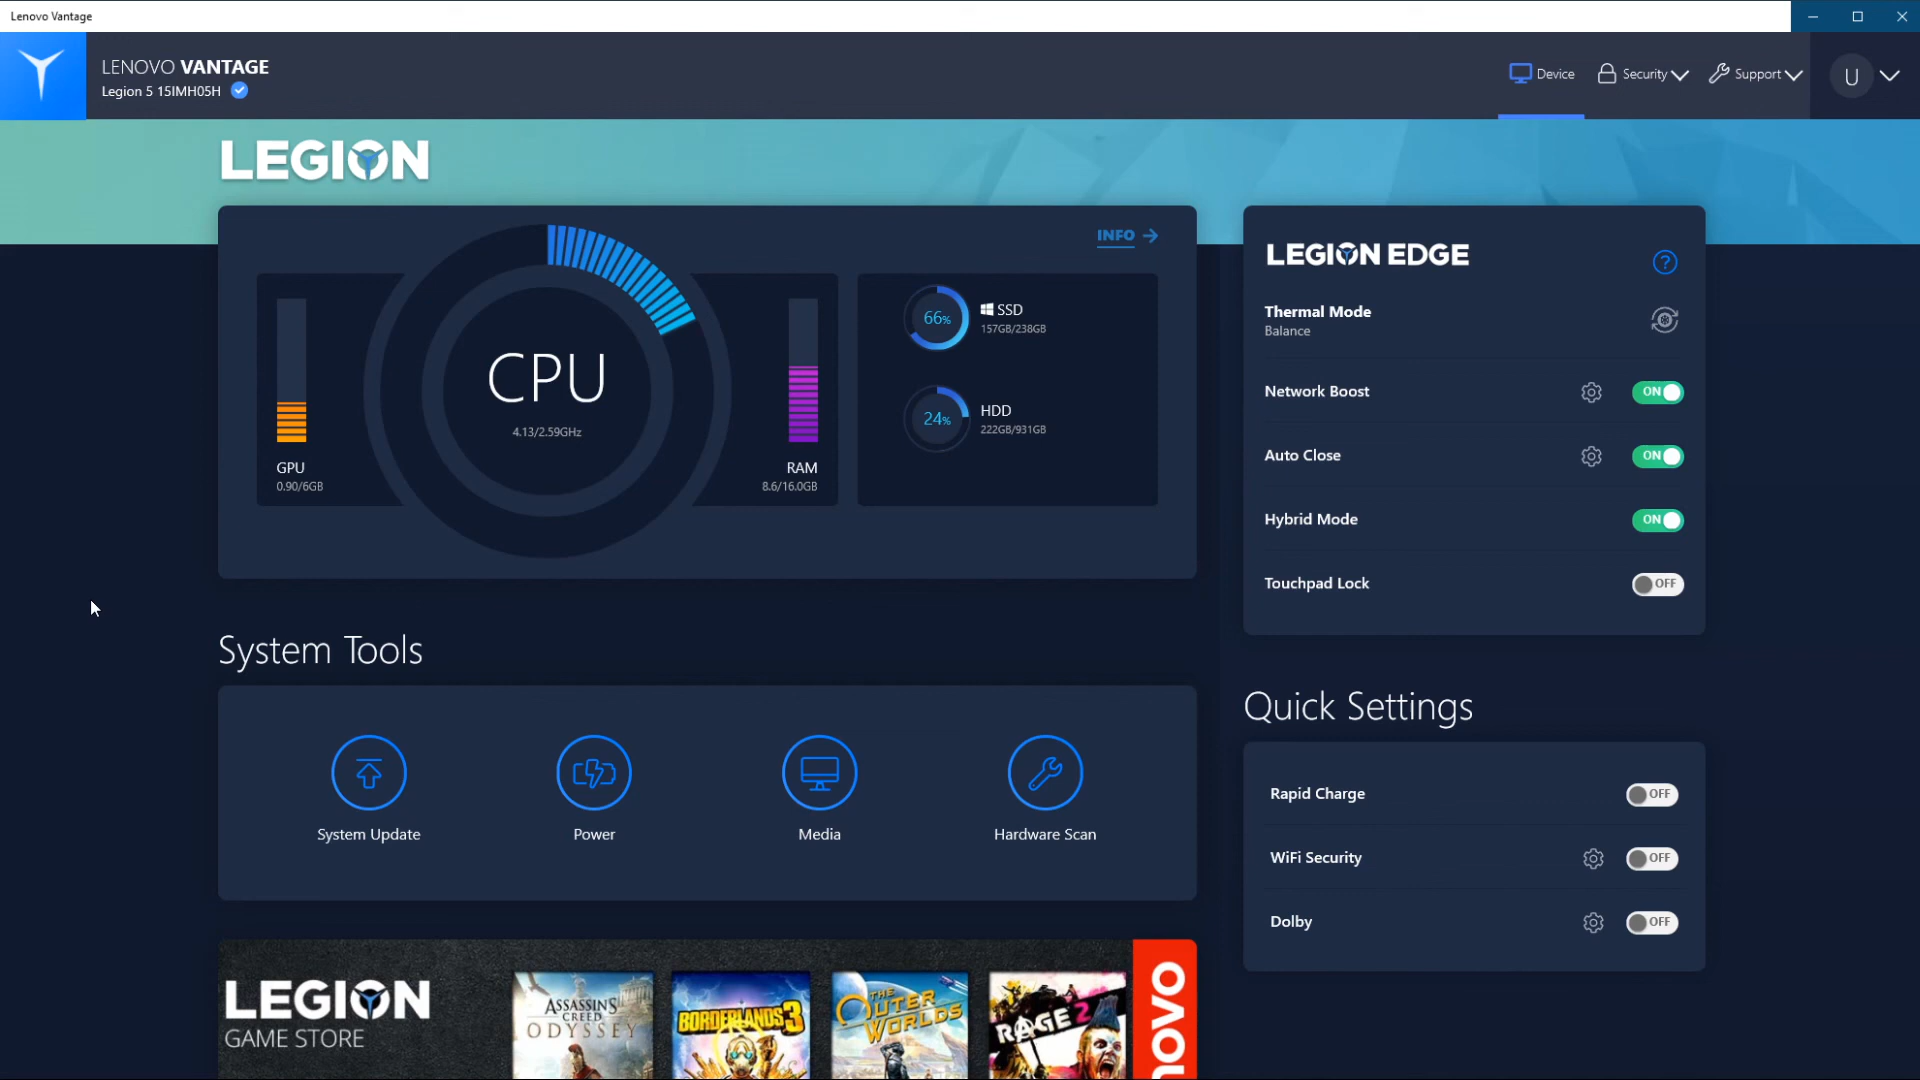 Lenovo Vantage
LENOVO VANTAGE
Legion 5 15IMH05H
Device
Security
Support
U
LEGION
INFO
CPU
4.13/2.59GHz
GPU
0.90/6GB
RAM
8.6/16.0GB
66%
SSD
157GB/238GB
24%
HDD
222GB/931GB
LEGION EDGE
?
Thermal Mode
Balance
Network Boost
ON
Auto Close
ON
Hybrid Mode
ON
Touchpad Lock
OFF
System Tools
System Update
Power
Media
Hardware Scan
Quick Settings
Rapid Charge
OFF
WiFi Security
OFF
Dolby
OFF
LEGION
GAME STORE
ASSASSIN'S
CREED
ODYSSEY
BORDERLANDS 3
THE
OUTER
WORLDS
RAGE 2
novo